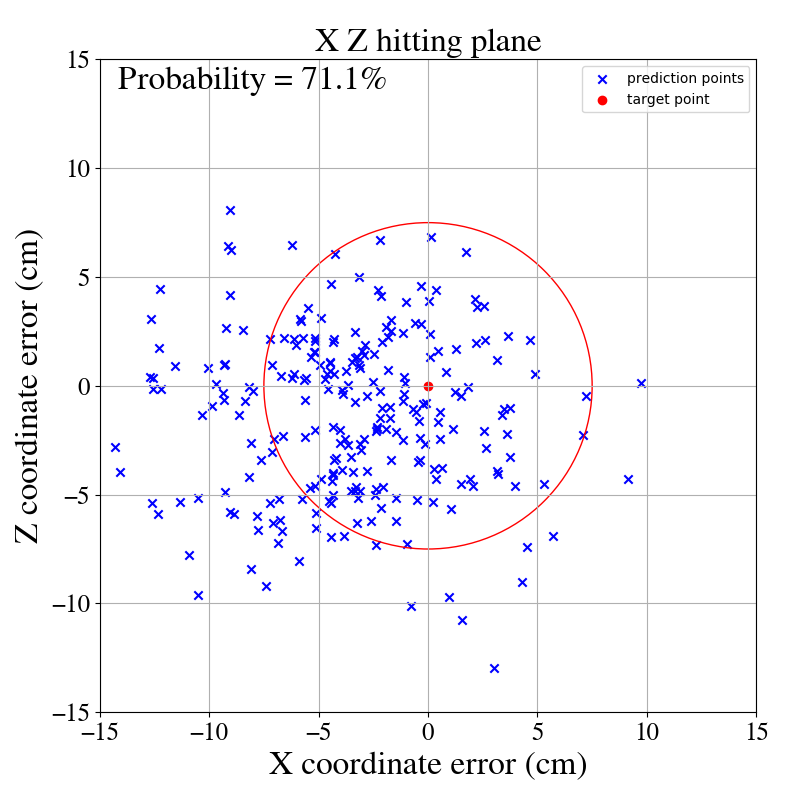 X Z hitting plane
Probability = 71.1%
prediction points
target point
15
10
5
0
−5
−10
−15
Z coordinate error (cm)
−15 −10 −5 0 5 10 15
X coordinate error (cm)